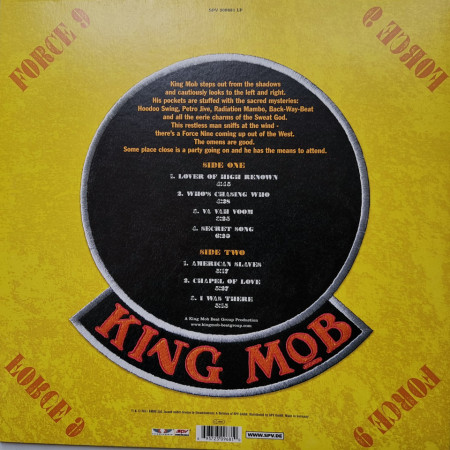 FORCE 9
FORCE 9
King Mob steps out from the shadows
and cautiously looks to the left and right.
His pockets are stuffed with the sacred mysteries:
Hoodoo Swing, Petro Jive, Radiation Mambo, Back-Way-Beat
and all the eerie charms of the Sweat God.
This restless man sniffs at the wind -
there's a Force Nine coming up out of the West.
The omens are good.
Some place close is a party going on and he has the means to attend.
SIDE ONE
1. LOVER OF HIGH RENOWN
2. WHO'S CHASING WHO
3. VA VAH VOOM
4. SECRET SONG
SIDE TWO
1. AMERICAN SLAVES
2. CHAPEL OF LOVE
3. I WAS THERE
A King Mob Beat Group Production
www.kingmob-beatgroup.com
KING MOB
FORCE 9
FORCE 9
WWW.SPV.DE